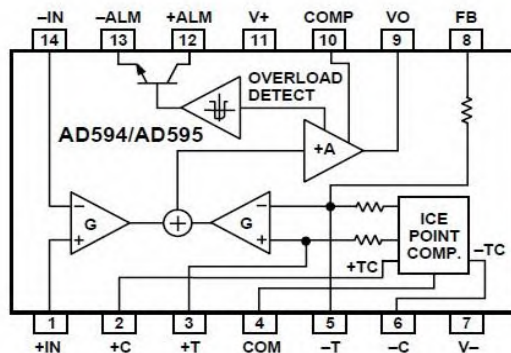 –IN –ALM +ALM V+ COMP VO FB
14 13 12 11 10 9 8
OVERLOAD
DETECT
AD594/AD595
+A
– –
G G
+ +
ICE
POINT
COMP.
+TC
–TC
1 2 3 4 5 6 7
+IN +C +T COM –T –C V–